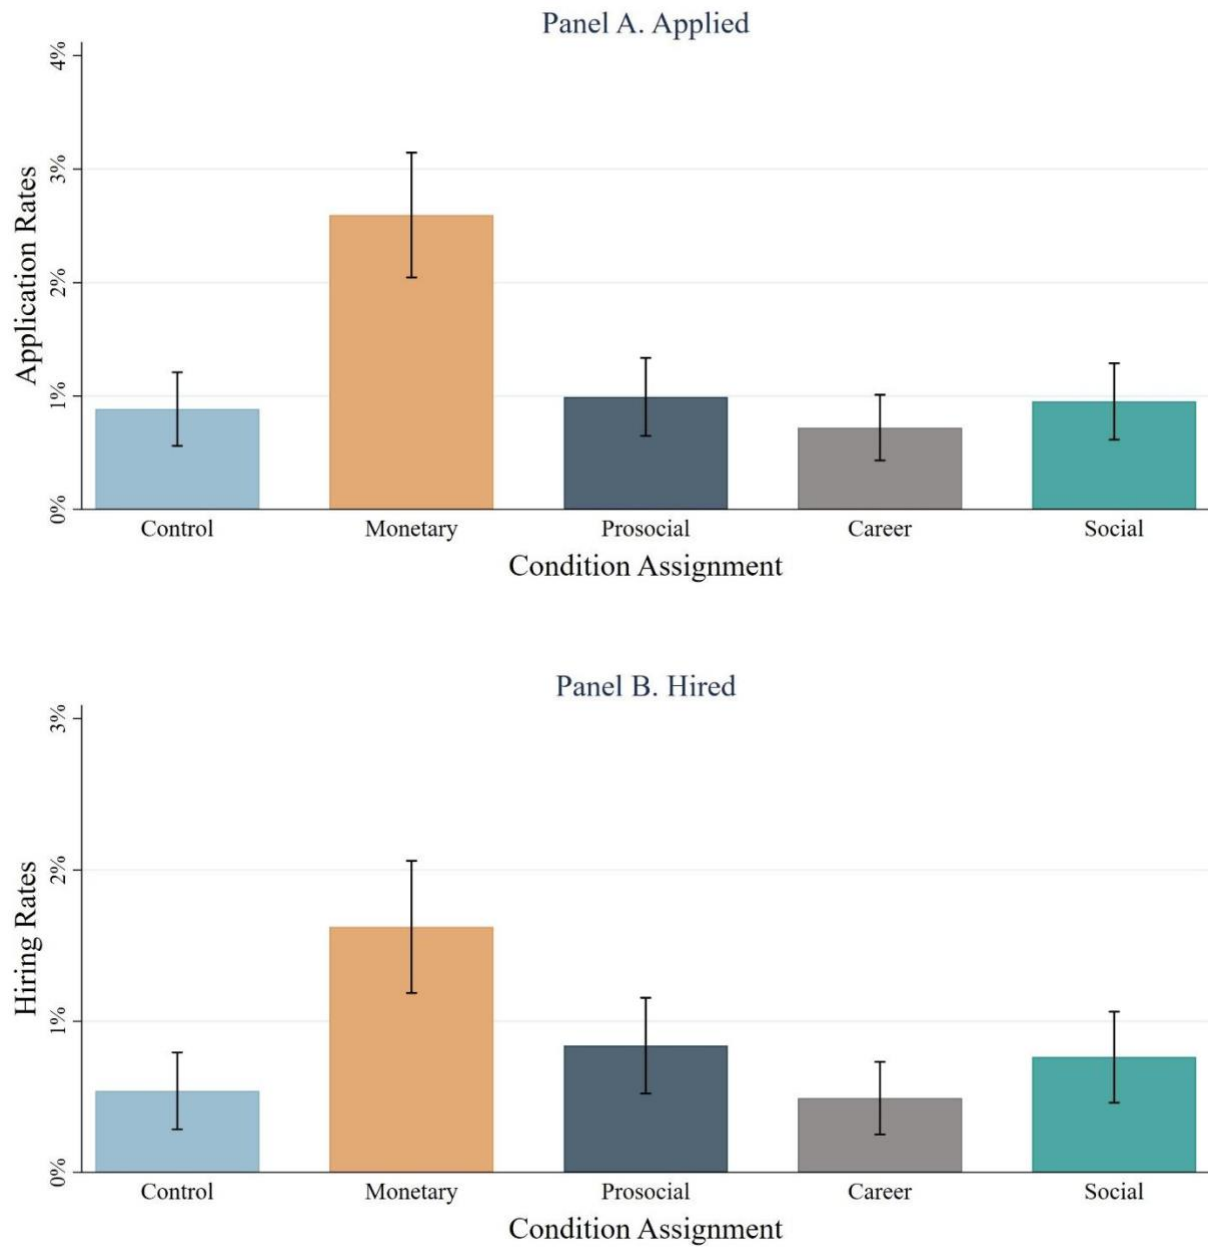 Panel A. Applied
4%
3%
2%
1%
0%
Application Rates
Control Monetary Prosocial Career Social
Condition Assignment
Panel B. Hired
3%
2%
1%
0%
Hiring Rates
Control Monetary Prosocial Career Social
Condition Assignment